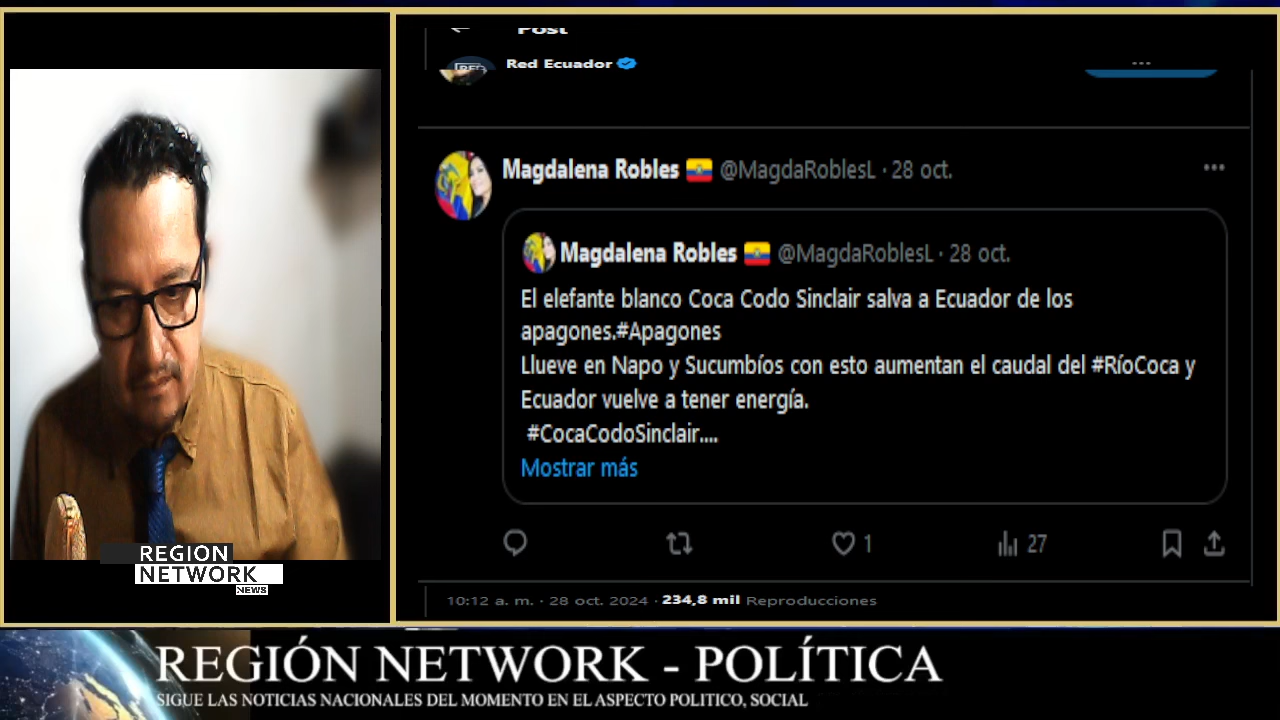 Post
Red Ecuador
Magdalena Robles @MagdaRoblesL · 28 oct.
Magdalena Robles @MagdaRoblesL · 28 oct.
El elefante blanco Coca Codo Sinclair salva a Ecuador de los
apagones.#Apagones
Llueve en Napo y Sucumbíos con esto aumentan el caudal del #RíoCoca y
Ecuador vuelve a tener energía.
#CocaCodoSinclair....
Mostrar más
1
27
10:12 a. m. · 28 oct. 2024 · 234,8 mil Reproducciones
REGION
NETWORK
NEWS
REGIÓN NETWORK - POLÍTICA
SIGUE LAS NOTICIAS NACIONALES DEL MOMENTO EN EL ASPECTO POLITICO, SOCIAL